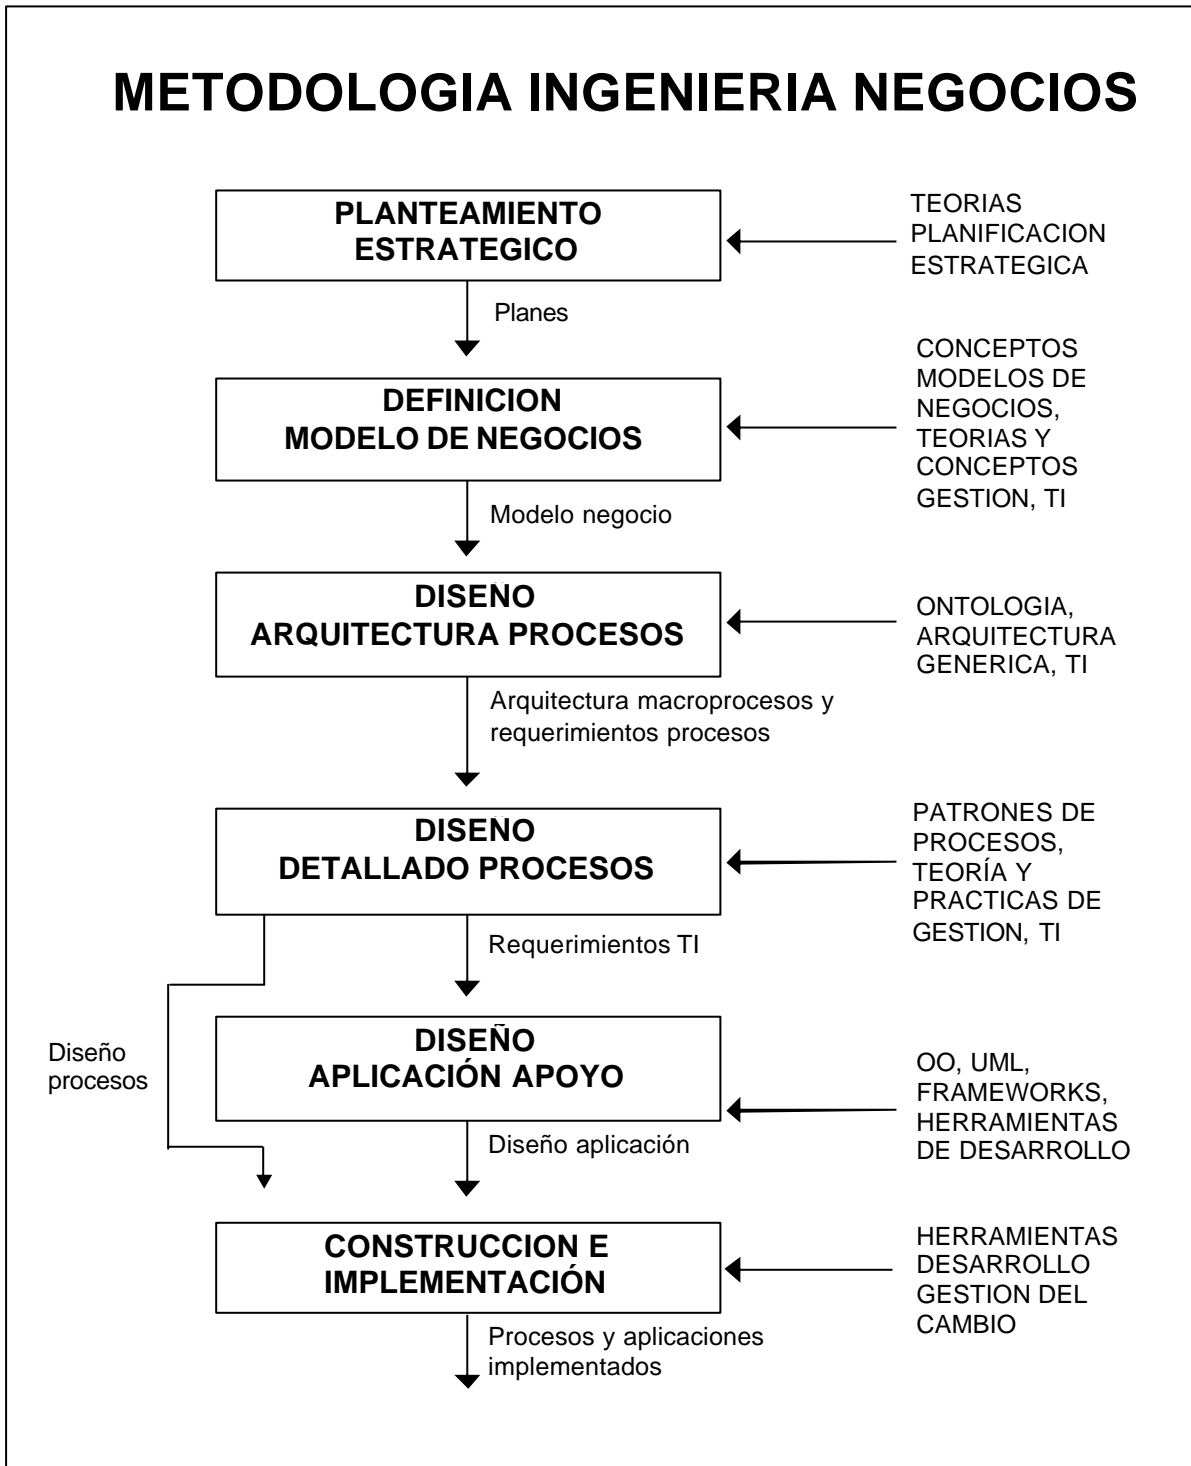 METODOLOGIA INGENIERIA NEGOCIOS
PLANTEAMIENTO
ESTRATEGICO
TEORIAS
PLANIFICACION
ESTRATEGICA
Planes
DEFINICION
MODELO DE NEGOCIOS
CONCEPTOS
MODELOS DE
NEGOCIOS,
TEORIAS Y
CONCEPTOS
GESTION, TI
Modelo negocio
DISEÑO
ARQUITECTURA PROCESOS
ONTOLOGIA,
ARQUITECTURA
GENERICA, TI
Arquitectura macroprocesos y
requerimientos procesos
DISEÑO
DETALLADO PROCESOS
PATRONES DE
PROCESOS,
TEORÍA Y
PRACTICAS DE
GESTION, TI
Requerimientos TI
Diseño
procesos
DISEÑO
APLICACIÓN APOYO
OO, UML,
FRAMEWORKS,
HERRAMIENTAS
DE DESARROLLO
Diseño aplicación
CONSTRUCCION E
IMPLEMENTACIÓN
HERRAMIENTAS
DESARROLLO
GESTION DEL
CAMBIO
Procesos y aplicaciones
implementados